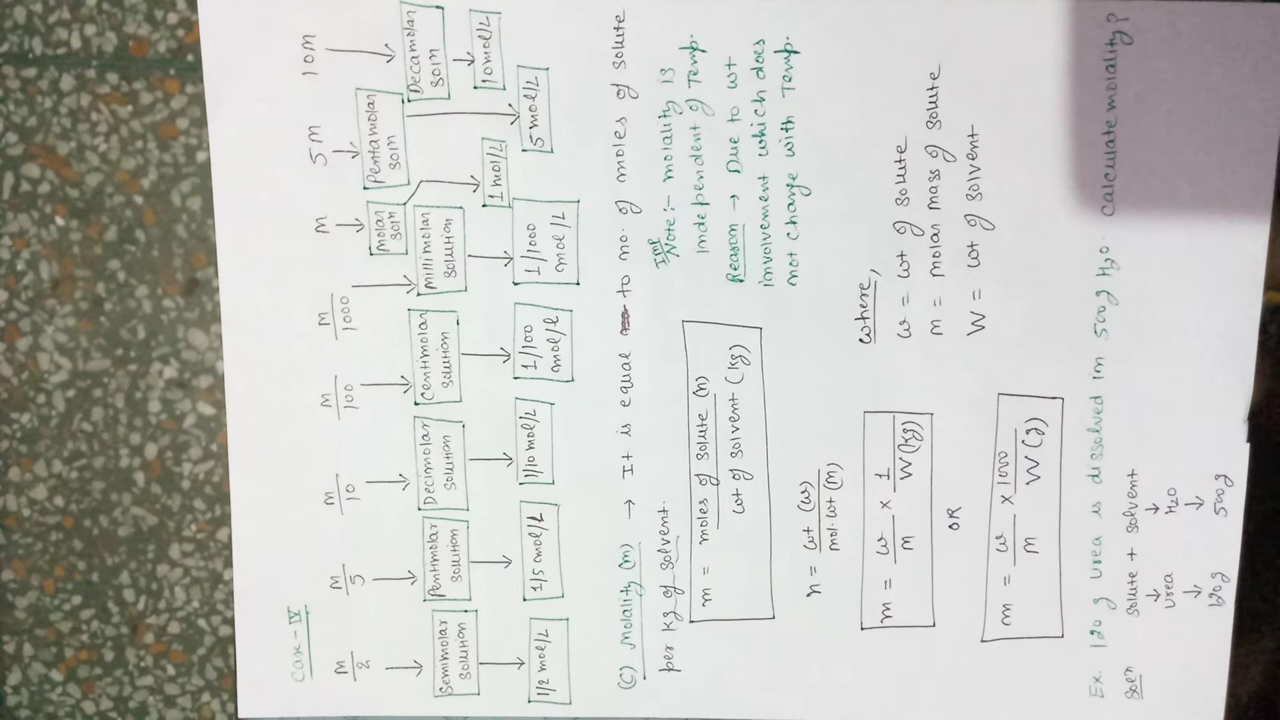 Case-IV
M/2 M/5 M/10 M/100 M/1000 M 5M 10M
Semimolar solution
Pentimolar solution
Decimolar solution
Centimolar solution
Millimolar solution
Molar soln
Pentamolar soln
Decamolar soln
1/2 mol/L
1/5 mol/L
1/10 mol/L
1/100 mol/l
1/1000 mol/L
1 mol/L
5 mol/L
10 mol/L
(C) Molality (m) → It is equal to no. of moles of solute
per kg of solvent.
m = moles of solute (n) / wt of solvent (kg)
Imp
Note:- molality is
independent of Temp.
Reason → Due to wt
involvement which does
not change with Temp.
n = wt (w) / mol. wt (M)
m = w/m × 1/W(kg)
OR
m = w/m × 1000/W(g)
where,
w = wt of solute
m = molar mass of solute
W = wt of solvent
Ex. 120 g urea is dissolved in 500 g H2O. Calculate molality?
Soln solute + solvent
↓ ↓
Urea H2O
↓ ↓
120g 500g